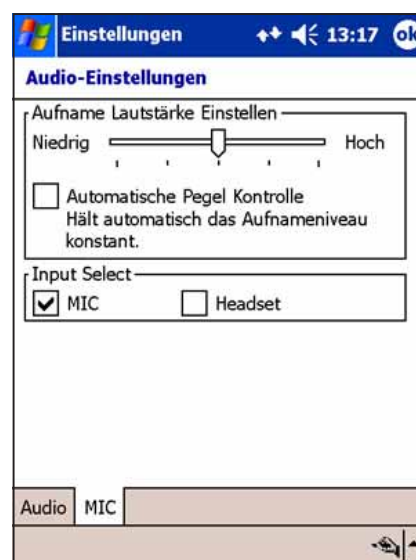 Einstellungen 13:17 ok
Audio-Einstellungen
Aufname Lautstärke Einstellen
Niedrig Hoch
Automatische Pegel Kontrolle
Hält automatisch das Aufnameniveau
konstant.
Input Select
MIC Headset
Audio MIC